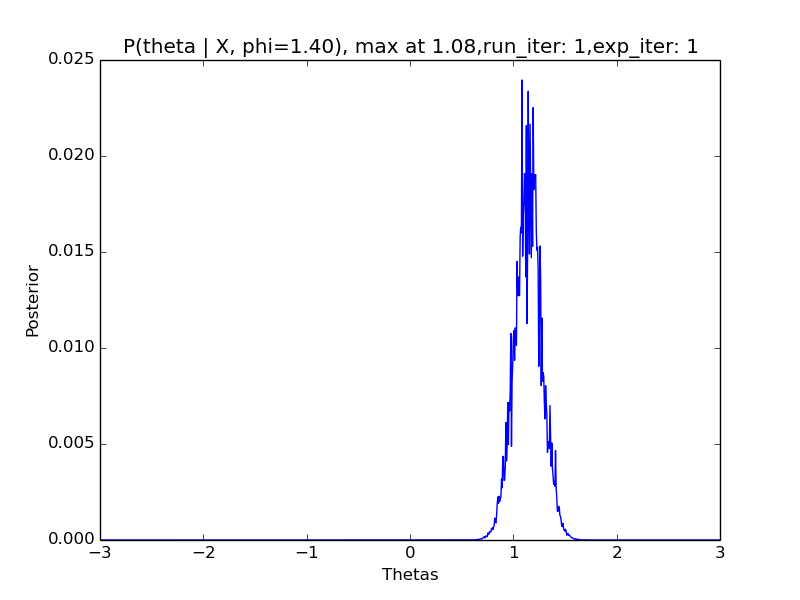 P(theta | X, phi=1.40), max at 1.08,run_iter: 1,exp_iter: 1
0.025
0.020
0.015
0.010
0.005
0.000
Posterior
−3 −2 −1 0 1 2 3
Thetas